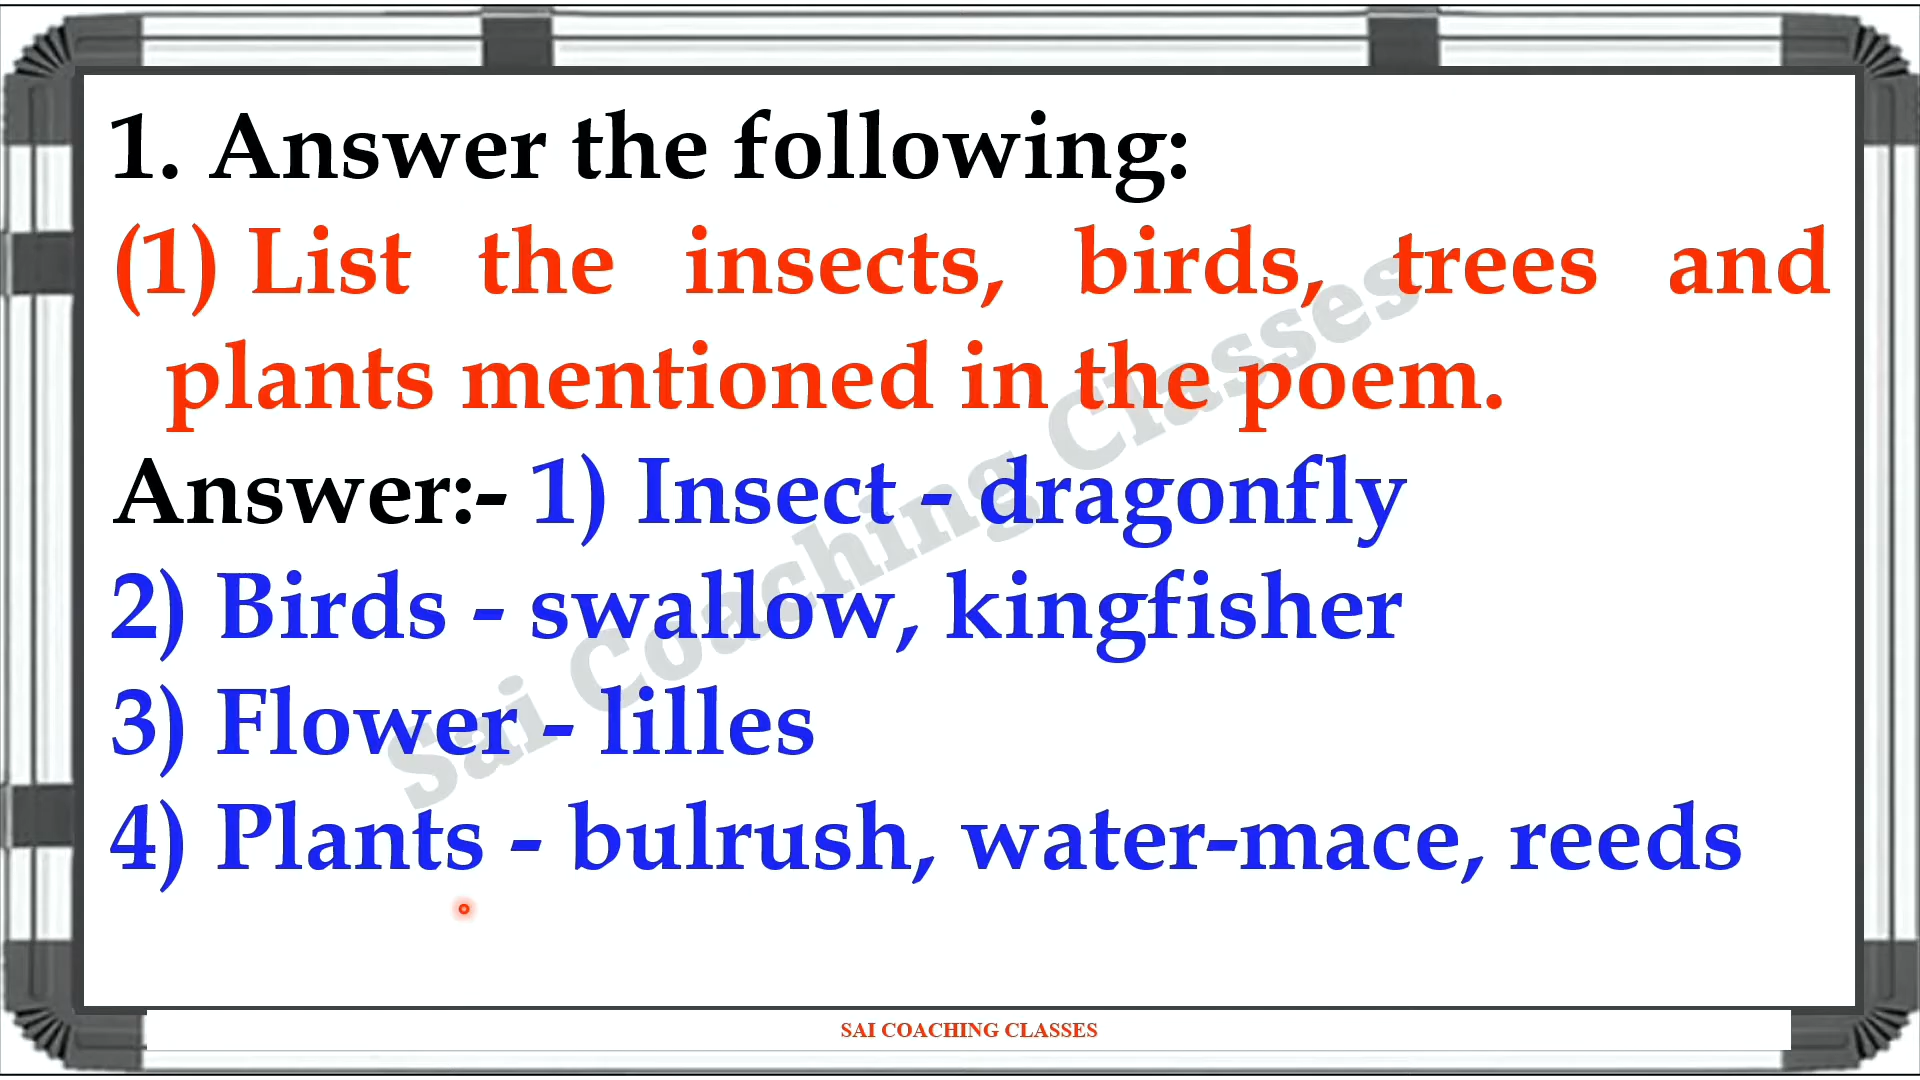 1. Answer the following:
(1) List the insects, birds, trees and
plants mentioned in the poem.
Answer:- 1) Insect - dragonfly
2) Birds - swallow, kingfisher
3) Flower - lilles
4) Plants - bulrush, water-mace, reeds
Sai Coaching Classes
SAI COACHING CLASSES